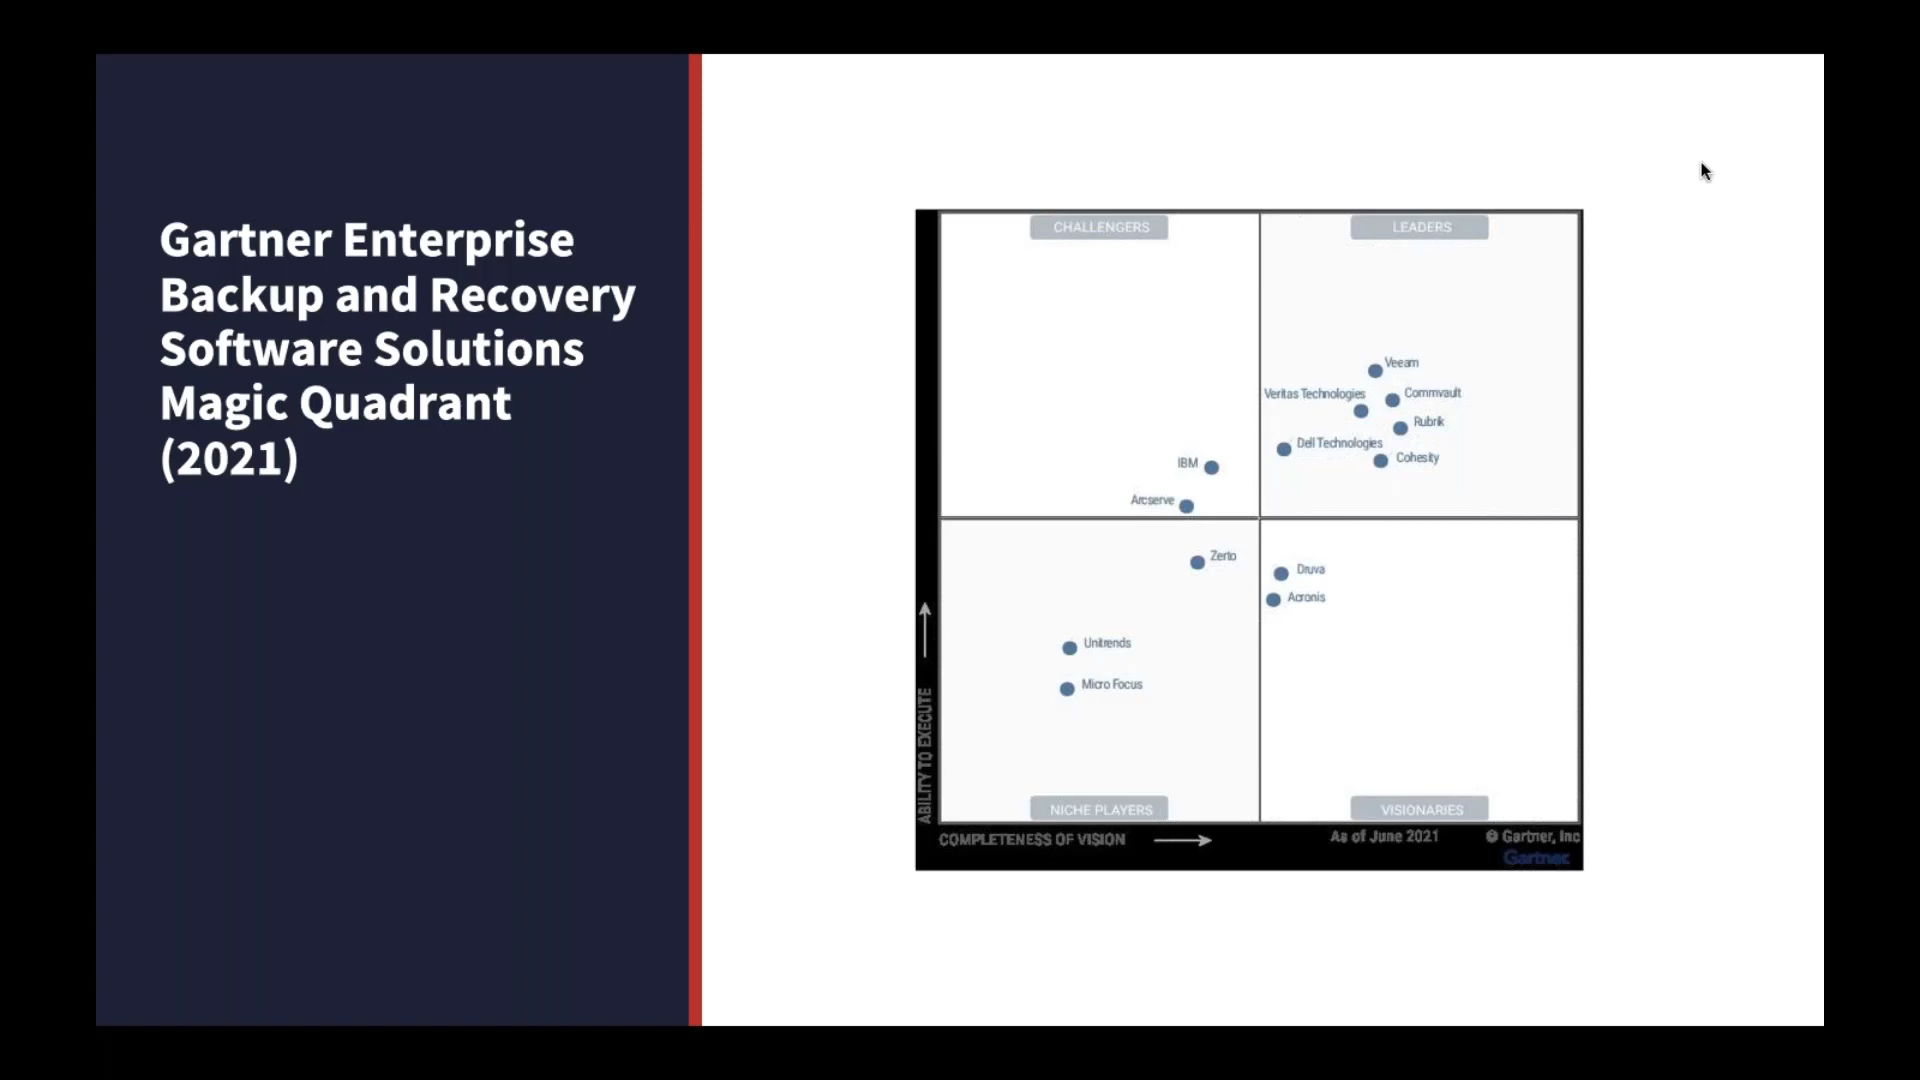 Gartner Enterprise
Backup and Recovery
Software Solutions
Magic Quadrant
(2021)
CHALLENGERS
LEADERS
Veeam
Veritas Technologies
Commvault
Rubrik
Dell Technologies
Cohesity
IBM
Arcserve
Zerto
Druva
Acronis
Unitrends
Micro Focus
NICHE PLAYERS
VISIONARIES
ABILITY TO EXECUTE
COMPLETENESS OF VISION
As of June 2021
© Gartner, Inc
Gartner